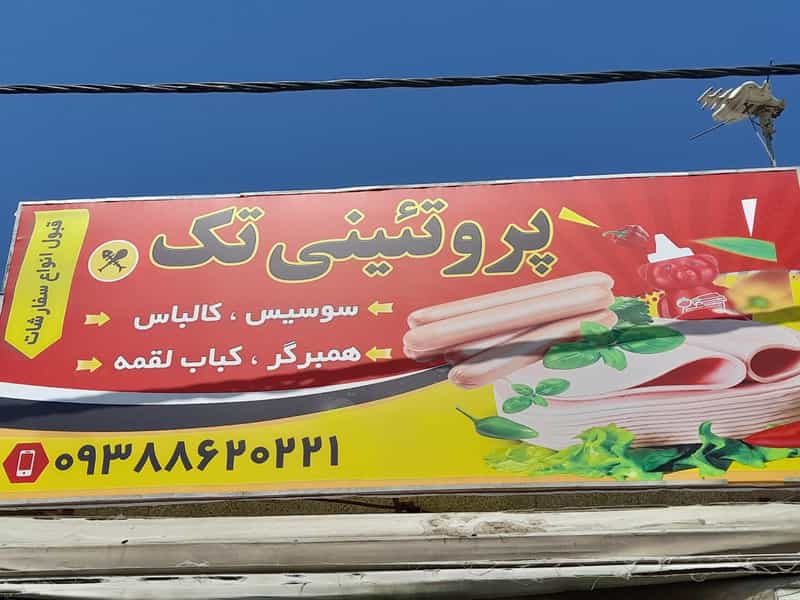 پروتئینی تک
قبول انواع سفارشات
سوسیس ، کالباس
همبرگر ، کباب لقمه
۰۹۳۸۸۶۲۰۲۲۱